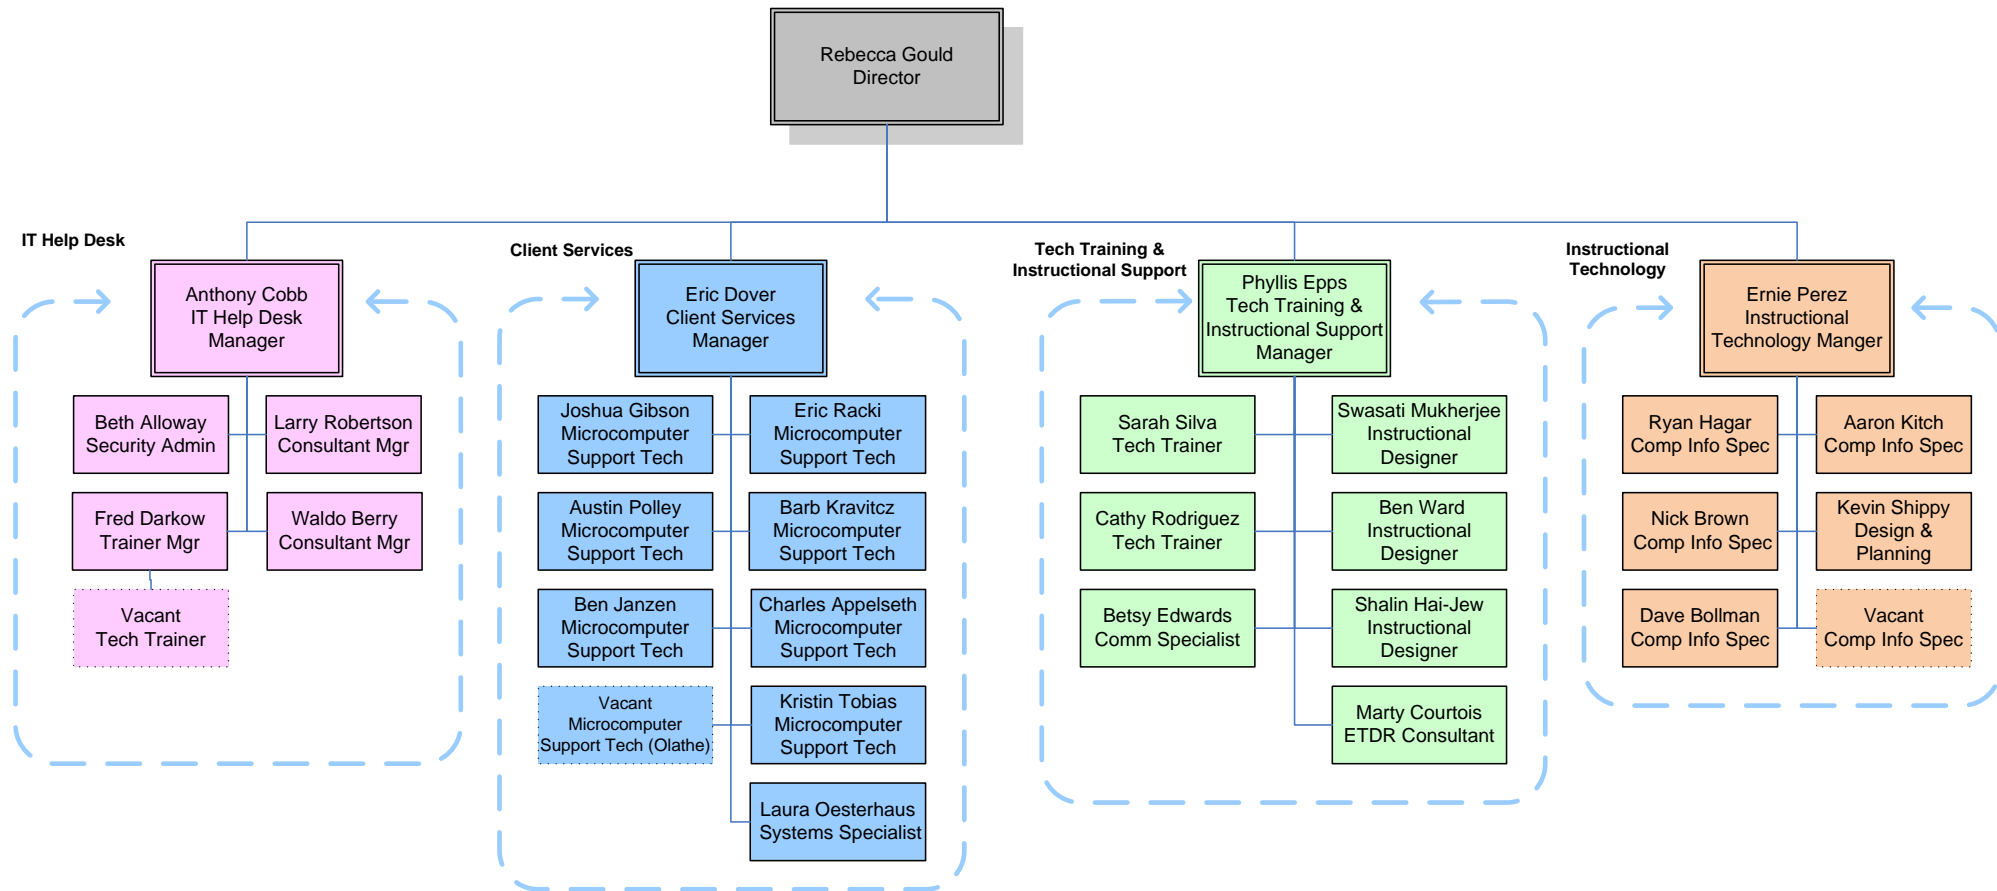 Rebecca Gould
Director
IT Help Desk
Anthony Cobb
IT Help Desk
Manager
Beth Alloway
Security Admin
Larry Robertson
Consultant Mgr
Fred Darkow
Trainer Mgr
Waldo Berry
Consultant Mgr
Vacant
Tech Trainer
Client Services
Eric Dover
Client Services
Manager
Joshua Gibson
Microcomputer
Support Tech
Eric Racki
Microcomputer
Support Tech
Austin Polley
Microcomputer
Support Tech
Barb Kravitcz
Microcomputer
Support Tech
Ben Janzen
Microcomputer
Support Tech
Charles Appelseth
Microcomputer
Support Tech
Vacant
Microcomputer
Support Tech (Olathe)
Kristin Tobias
Microcomputer
Support Tech
Laura Oesterhaus
Systems Specialist
Tech Training &
Instructional Support
Phyllis Epps
Tech Training &
Instructional Support
Manager
Sarah Silva
Tech Trainer
Swasati Mukherjee
Instructional
Designer
Cathy Rodriguez
Tech Trainer
Ben Ward
Instructional
Designer
Betsy Edwards
Comm Specialist
Shalin Hai-Jew
Instructional
Designer
Marty Courtois
ETDR Consultant
Instructional
Technology
Ernie Perez
Instructional
Technology Manger
Ryan Hagar
Comp Info Spec
Aaron Kitch
Comp Info Spec
Nick Brown
Comp Info Spec
Kevin Shippy
Design &
Planning
Dave Bollman
Comp Info Spec
Vacant
Comp Info Spec